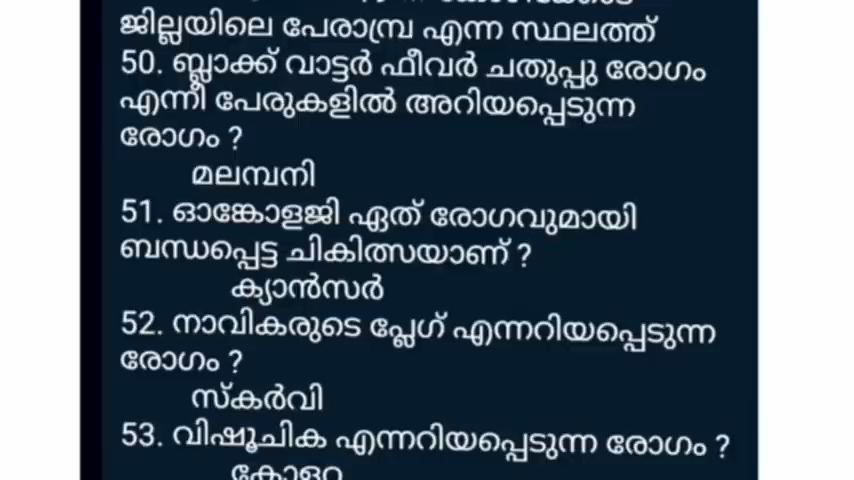 ജില്ലയിലെ പേരാമ്പ്ര എന്ന സ്ഥലത്ത്
50. ബ്ലാക്ക് വാട്ടർ ഫീവർ ചതുപ്പു രോഗം
എന്നീ പേരുകളിൽ അറിയപ്പെടുന്ന
രോഗം ?
മലമ്പനി
51. ഓങ്കോളജി ഏത് രോഗവുമായി
ബന്ധപ്പെട്ട ചികിത്സയാണ് ?
ക്യാൻസർ
52. നാവികരുടെ പ്ലേഗ് എന്നറിയപ്പെടുന്ന
രോഗം ?
സ്കർവി
53. വിഷൂചിക എന്നറിയപ്പെടുന്ന രോഗം ?
കോളറ